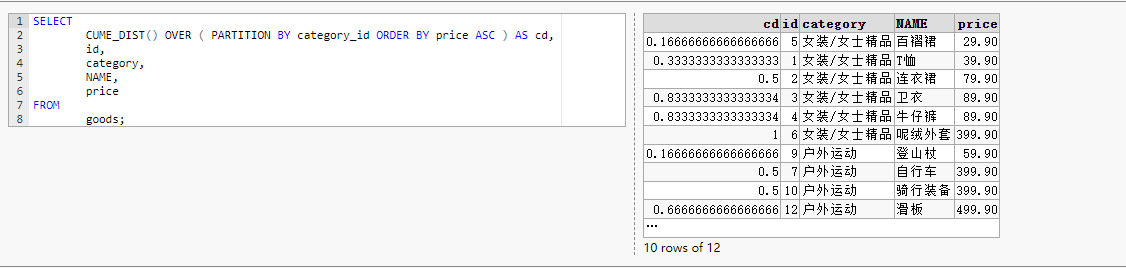 1 SELECT
2 CUME_DIST() OVER ( PARTITION BY category_id ORDER BY price ASC ) AS cd,
3 id,
4 category,
5 NAME,
6 price
7 FROM
8 goods;
cd id category NAME price
0.16666666666666666 5 女装/女士精品 百褶裙 29.90
0.3333333333333333 1 女装/女士精品 T恤 39.90
0.5 2 女装/女士精品 连衣裙 79.90
0.8333333333333334 3 女装/女士精品 卫衣 89.90
0.8333333333333334 4 女装/女士精品 牛仔裤 89.90
1 6 女装/女士精品 呢绒外套 399.90
0.16666666666666666 9 户外运动 登山杖 59.90
0.5 7 户外运动 自行车 399.90
0.5 10 户外运动 骑行装备 399.90
0.6666666666666666 12 户外运动 滑板 499.90
...
10 rows of 12